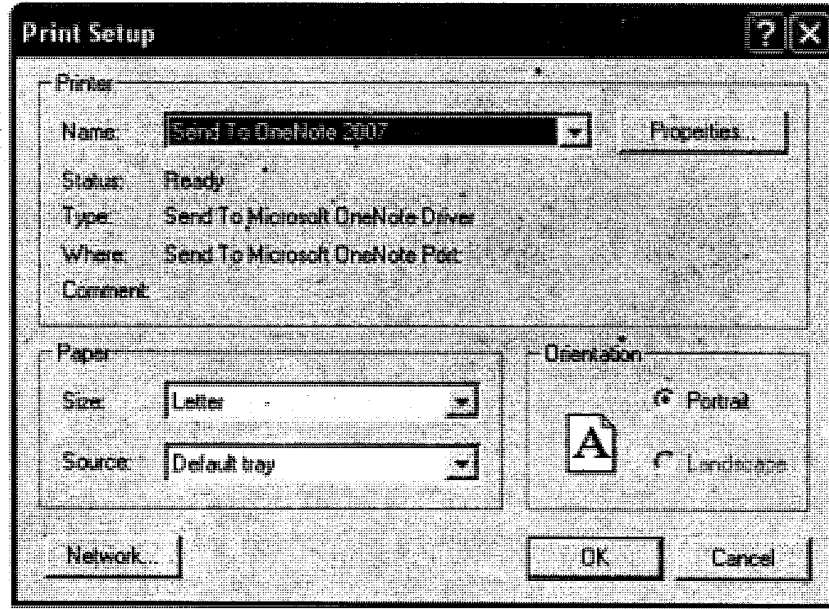 Print Setup
Printer
Name: Send To OneNote 2007 Properties...
Status: Ready
Type: Send To Microsoft OneNote Driver
Where: Send To Microsoft OneNote Port:
Comment:
Paper
Orientation
Size: Letter
Portrait
A
Source: Default tray
Landscape
Network... OK Cancel